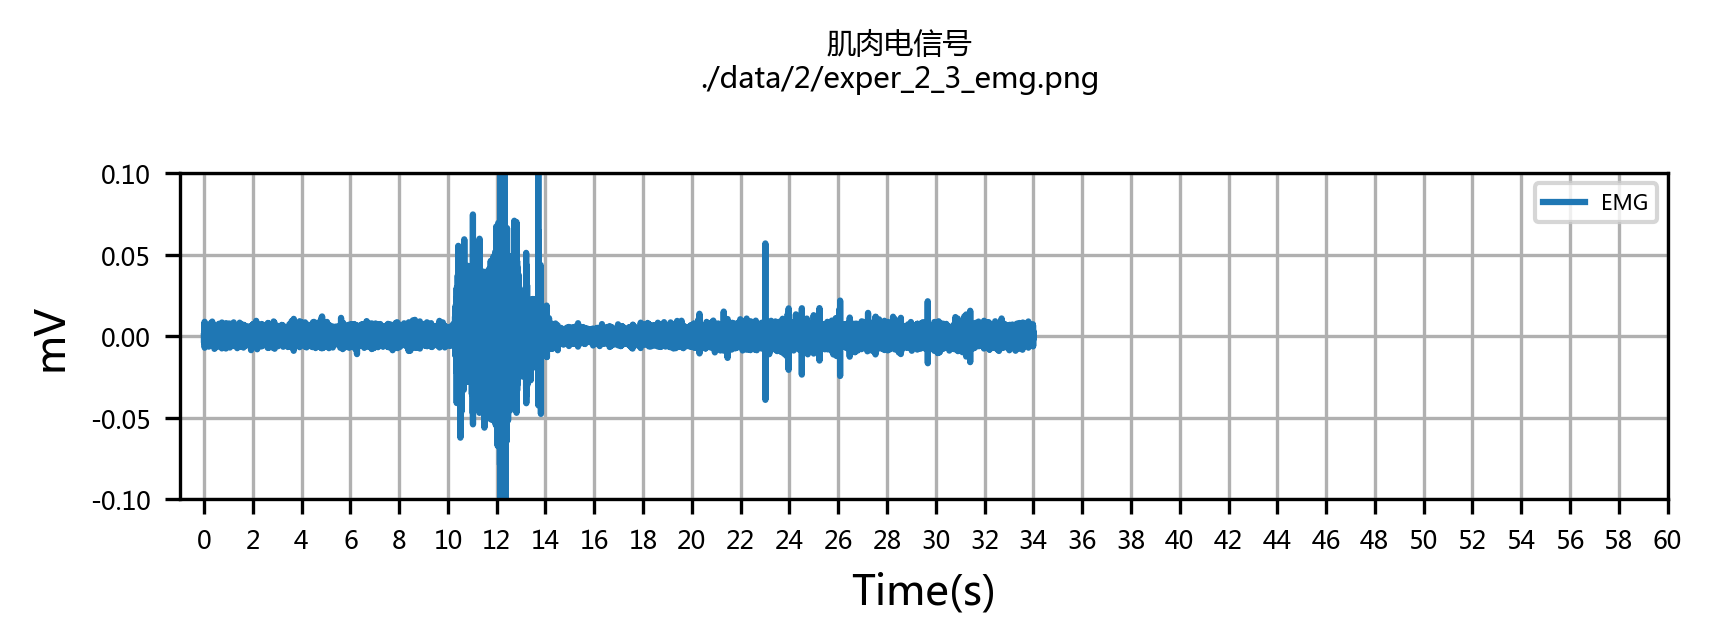 肌肉电信号
./data/2/exper_2_3_emg.png
EMG
mV
0.10
0.05
0.00
-0.05
-0.10
0 2 4 6 8 10 12 14 16 18 20 22 24 26 28 30 32 34 36 38 40 42 44 46 48 50 52 54 56 58 60
Time(s)